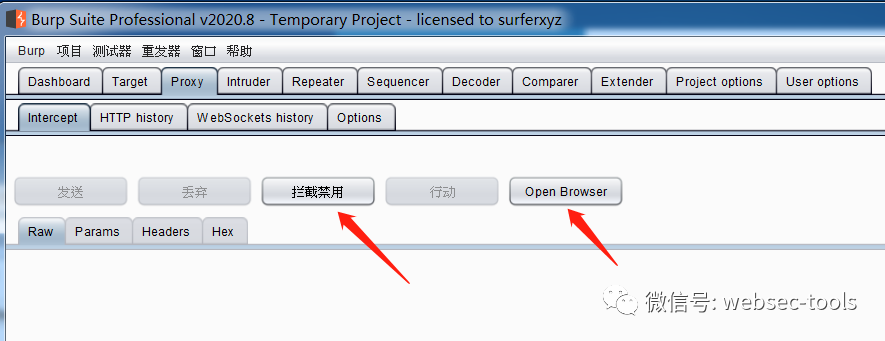 Burp Suite Professional v2020.8 - Temporary Project - licensed to surferxyz
Burp 项目 测试器 重发器 窗口 帮助
Dashboard Target Proxy Intruder Repeater Sequencer Decoder Comparer Extender Project options User options
Intercept HTTP history WebSockets history Options
发送 丢弃 拦截禁用 行动 Open Browser
Raw Params Headers Hex
微信号: websec-tools